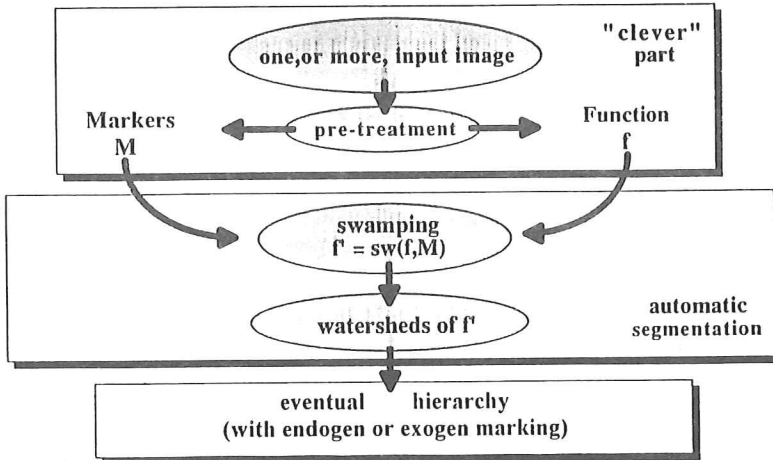 one,or more, input image
"clever"
part
Markers
M
pre-treatment
Function
f
swamping
f' = sw(f,M)
watersheds of f'
automatic
segmentation
eventual hierarchy
(with endogen or exogen marking)